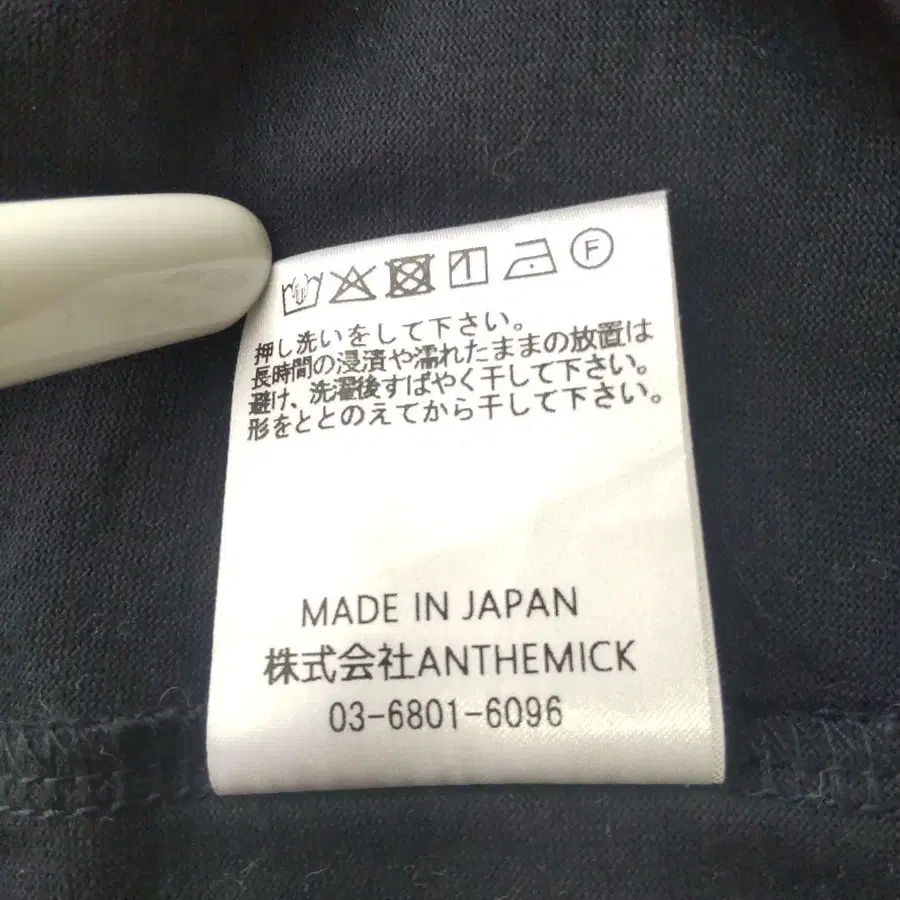 F
押し洗いをして下さい。
長時間の浸漬や濡れたままの放置は
避け、洗濯後すばやく干して下さい。
形をととのえてから干して下さい。
MADE IN JAPAN
株式会社ANTHEMICK
03-6801-6096